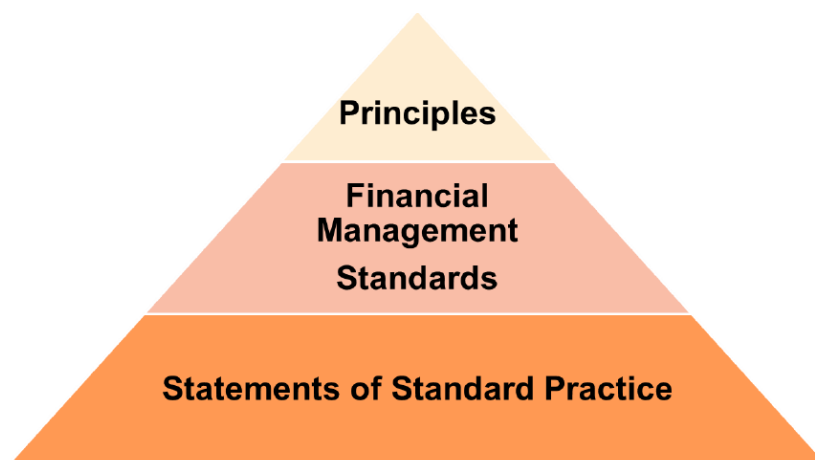 Principles
Financial
Management
Standards
Statements of Standard Practice